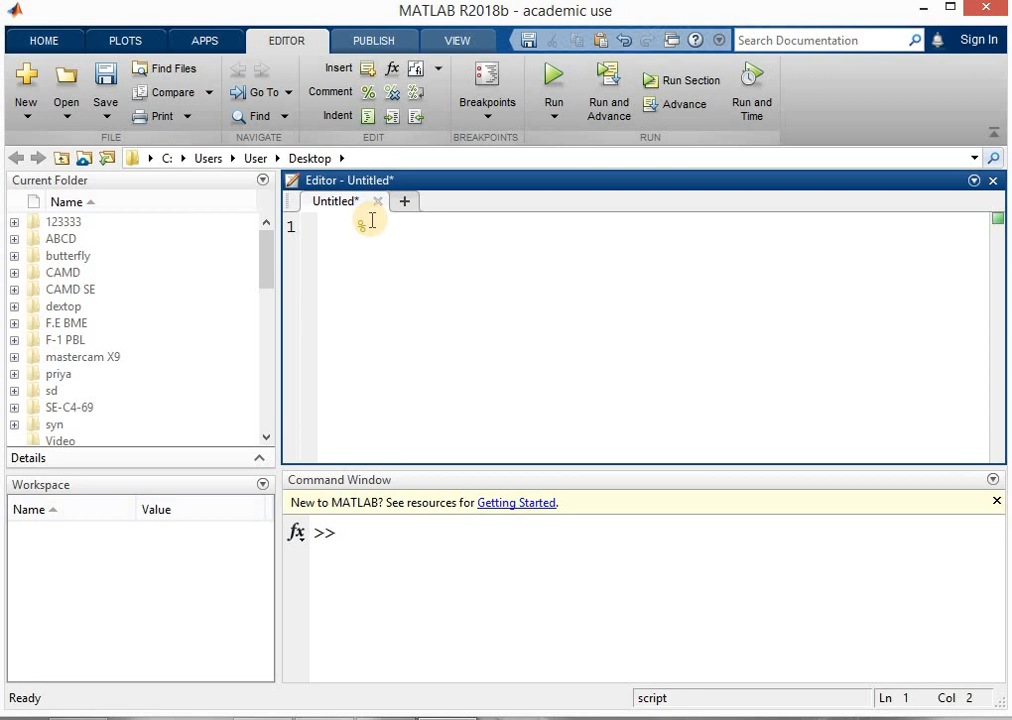 MATLAB R2018b - academic use
HOME PLOTS APPS EDITOR PUBLISH VIEW Search Documentation Sign In
New Open Save Find Files Compare Print
FILE
Go To Find
NAVIGATE
Insert fx
Comment % %
Indent
EDIT
Breakpoints
BREAKPOINTS
Run Run and Advance Run Section Advance Run and Time
RUN
C: Users User Desktop
Current Folder
Name
123333
ABCD
butterfly
CAMD
CAMD SE
dextop
F.E BME
F-1 PBL
mastercam X9
priya
sd
SE-C4-69
syn
Video
Details
Workspace
Name Value
Editor - Untitled*
Untitled* +
1 %
Command Window
New to MATLAB? See resources for Getting Started.
fx >>
Ready script Ln 1 Col 2